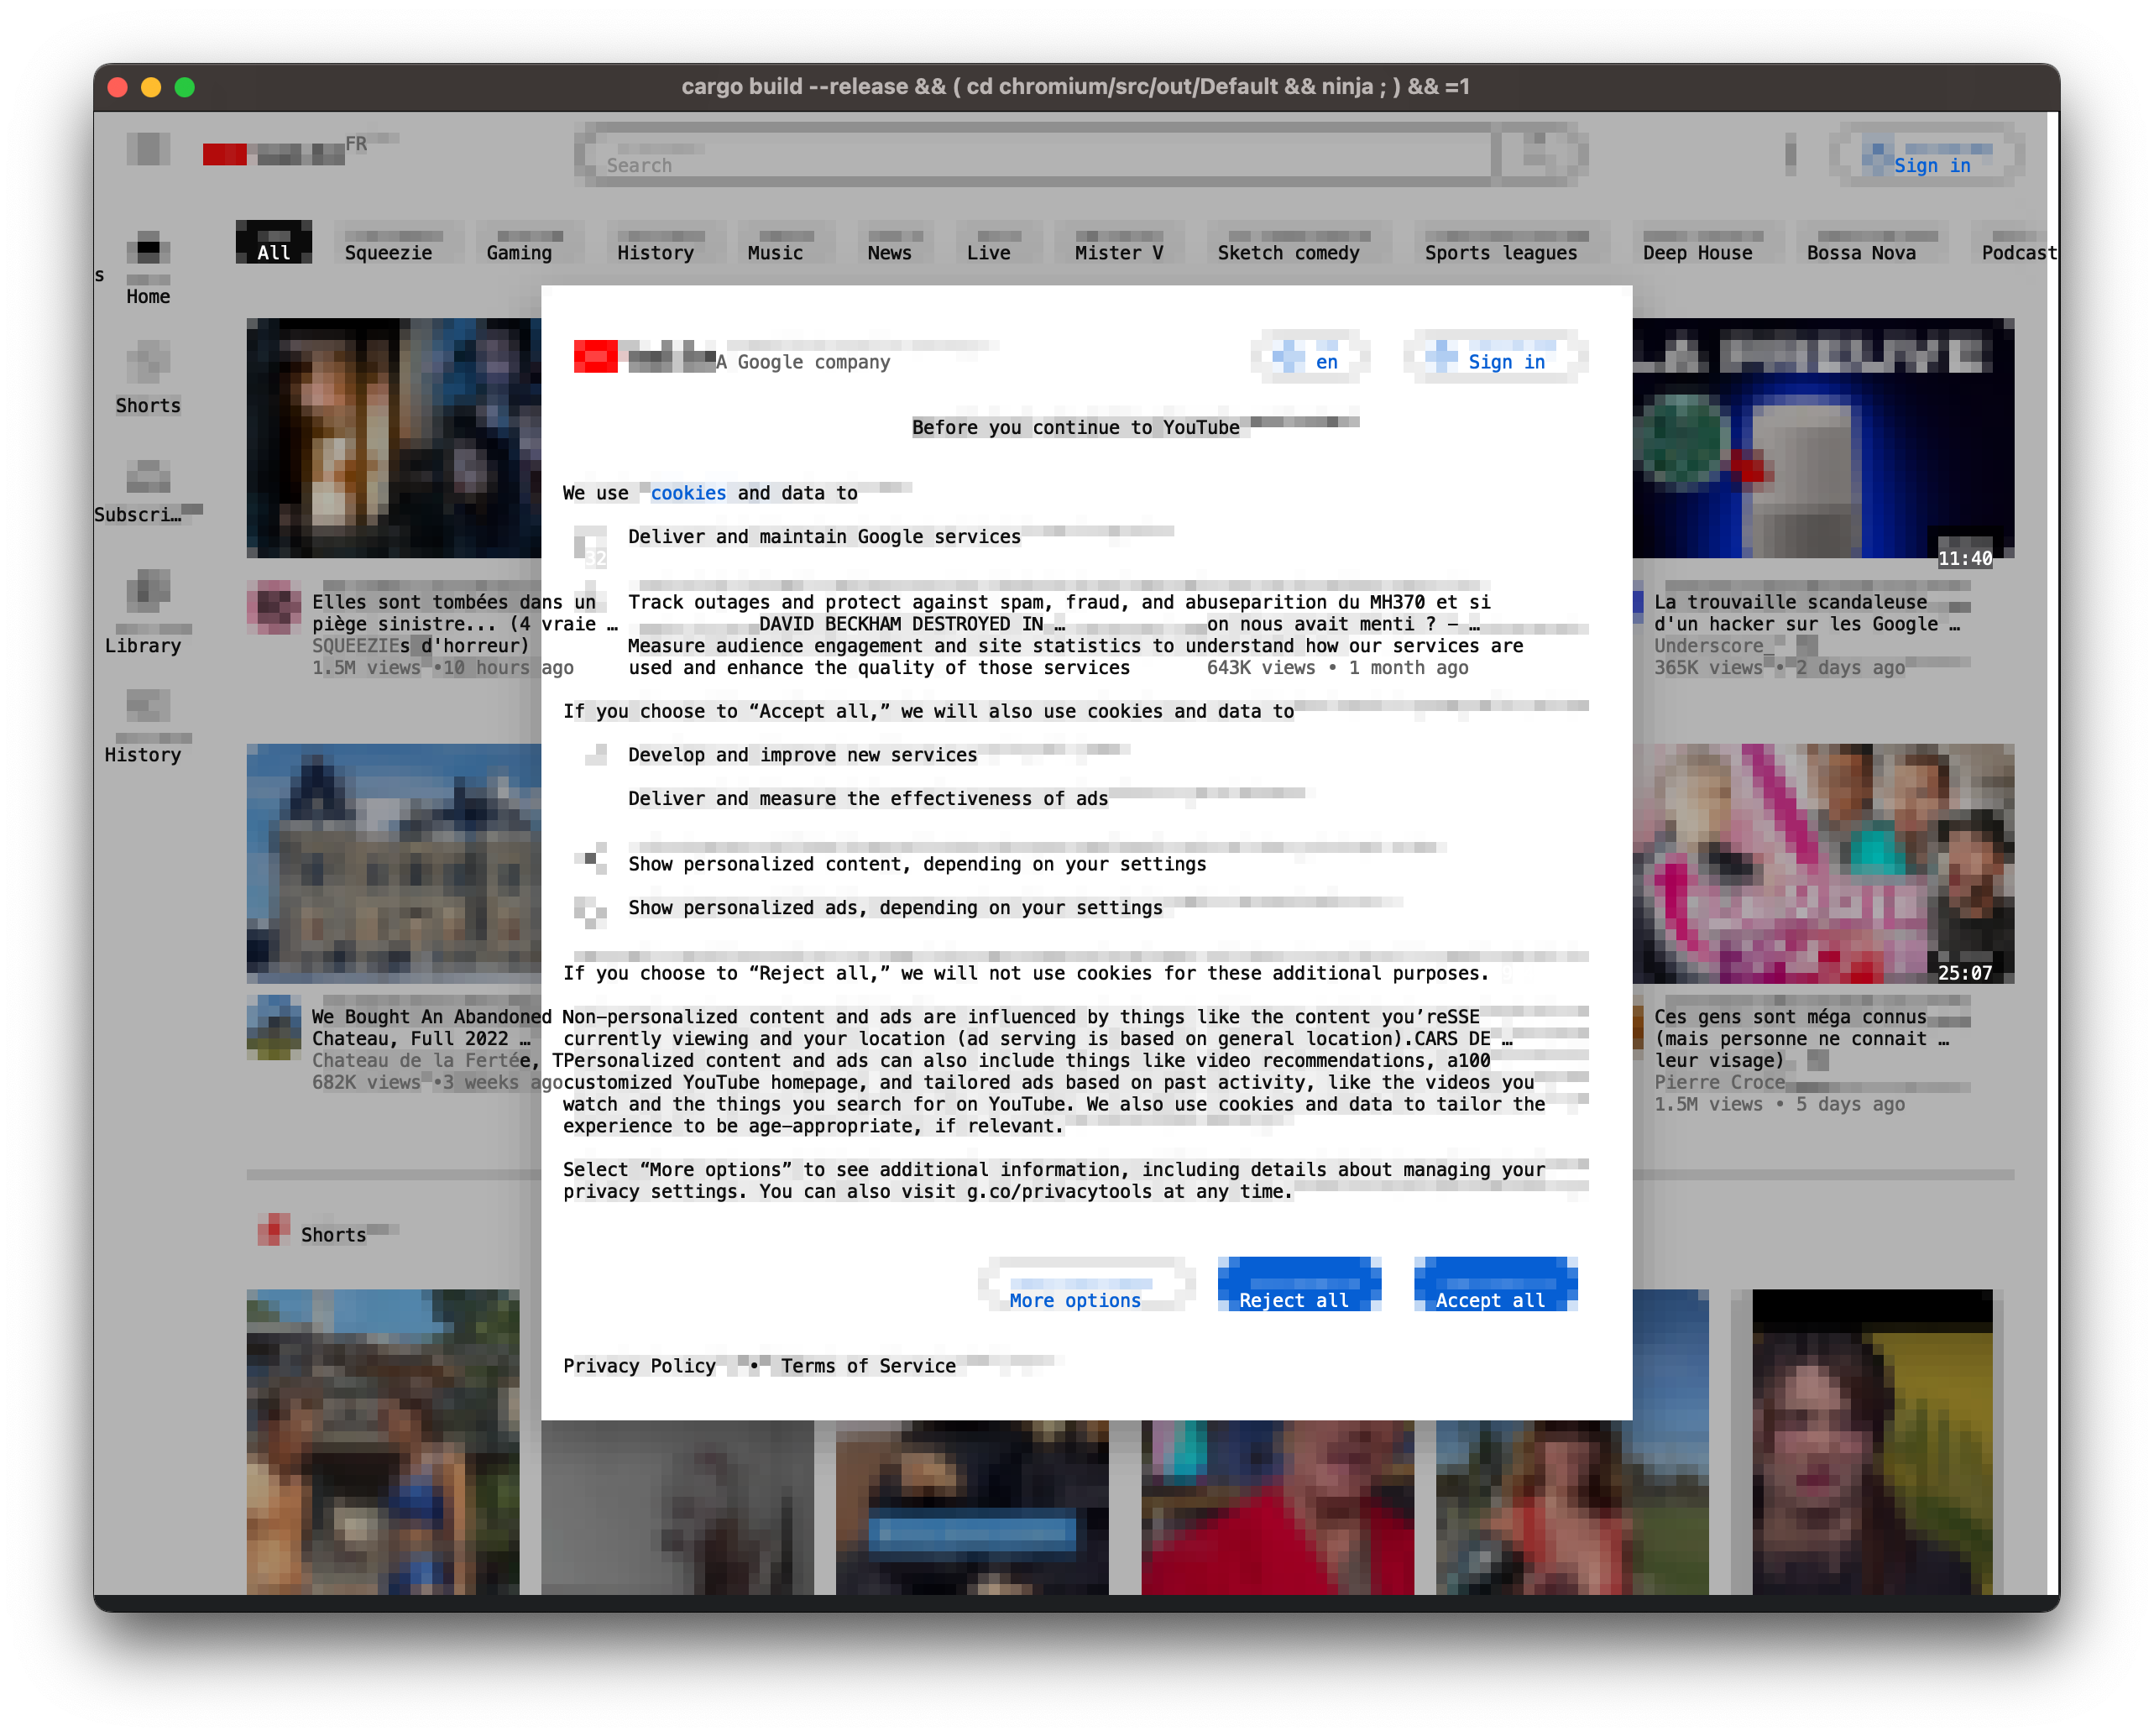 cargo build --release && ( cd chromium/src/out/Default && ninja ; ) && =1
FR
Search
Sign in
All Squeezie Gaming History Music News Live Mister V Sketch comedy Sports leagues Deep House Bossa Nova Podcast
s
Home
Shorts
Subscri…
Library
History
A Google company
en
Sign in
Before you continue to YouTube
We use cookies and data to
Deliver and maintain Google services
32
11:40
Elles sont tombées dans un
piège sinistre... (4 vraie …
SQUEEZIEs d'horreur)
1.5M views •10 hours ago
Track outages and protect against spam, fraud, and abuseparition du MH370 et si
DAVID BECKHAM DESTROYED IN … on nous avait menti ? – …
Measure audience engagement and site statistics to understand how our services are
used and enhance the quality of those services 643K views • 1 month ago
La trouvaille scandaleuse
d'un hacker sur les Google …
Underscore_
365K views • 2 days ago
If you choose to “Accept all,” we will also use cookies and data to
Develop and improve new services
Deliver and measure the effectiveness of ads
Show personalized content, depending on your settings
Show personalized ads, depending on your settings
If you choose to “Reject all,” we will not use cookies for these additional purposes.
25:07
We Bought An Abandoned
Chateau, Full 2022 …
Chateau de la Fertée, T
682K views •3 weeks ago
Non–personalized content and ads are influenced by things like the content you’reSSE
currently viewing and your location (ad serving is based on general location).CARS DE …
Personalized content and ads can also include things like video recommendations, a100
customized YouTube homepage, and tailored ads based on past activity, like the videos you
watch and the things you search for on YouTube. We also use cookies and data to tailor the
experience to be age–appropriate, if relevant.
Ces gens sont méga connus
(mais personne ne connait …
leur visage)
Pierre Croce
1.5M views • 5 days ago
Select “More options” to see additional information, including details about managing your
privacy settings. You can also visit g.co/privacytools at any time.
Shorts
More options
Reject all
Accept all
Privacy Policy • Terms of Service